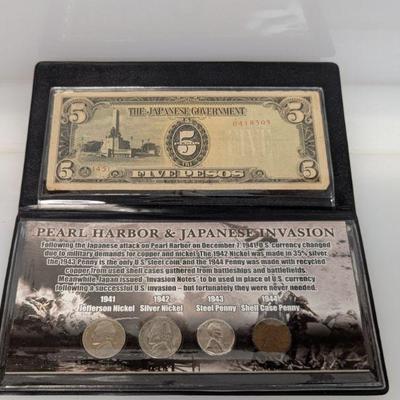 THE JAPANESE GOVERNMENT
5 5 5
0418503
(45)
FIVE PESOS
PEARL HARBOR & JAPANESE INVASION
Following the Japanese attack on Pearl Harbor on December 7, 1941, U.S. currency changed
due to military demands for copper and nickel. The 1942 Nickel was made in 35% silver,
the 1943 Penny is the only U.S. steel coin, and the 1944 Penny was made with recycled
copper from used shell cases gathered from battleships and battlefields.
Meanwhile, Japan issued "Invasion Notes" to be used in place of U.S. currency
following a successful U.S. invasion – but fortunately they were never needed.
1941 1942 1943 1944
Jefferson Nickel Silver Nickel Steel Penny Shell Case Penny